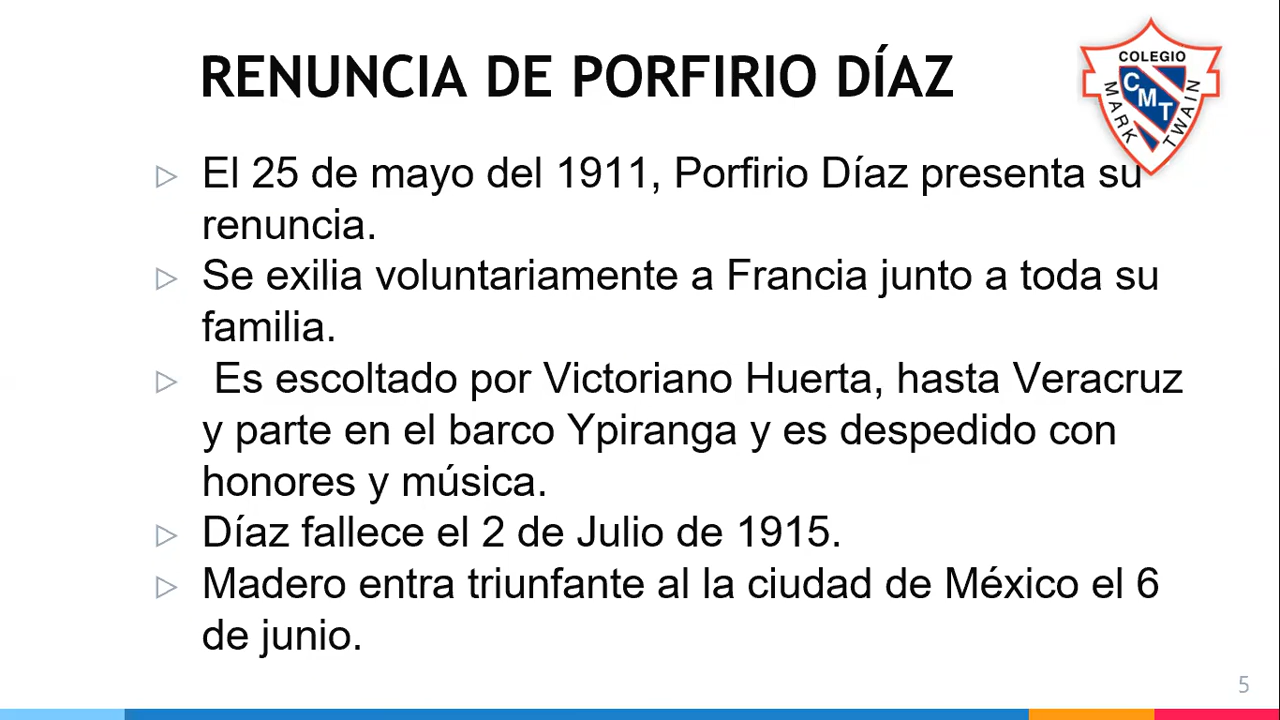 RENUNCIA DE PORFIRIO DÍAZ
COLEGIO
MARK
CMT
TWAIN
El 25 de mayo del 1911, Porfirio Díaz presenta su
renuncia.
Se exilia voluntariamente a Francia junto a toda su
familia.
Es escoltado por Victoriano Huerta, hasta Veracruz
y parte en el barco Ypiranga y es despedido con
honores y música.
Díaz fallece el 2 de Julio de 1915.
Madero entra triunfante al la ciudad de México el 6
de junio.
5